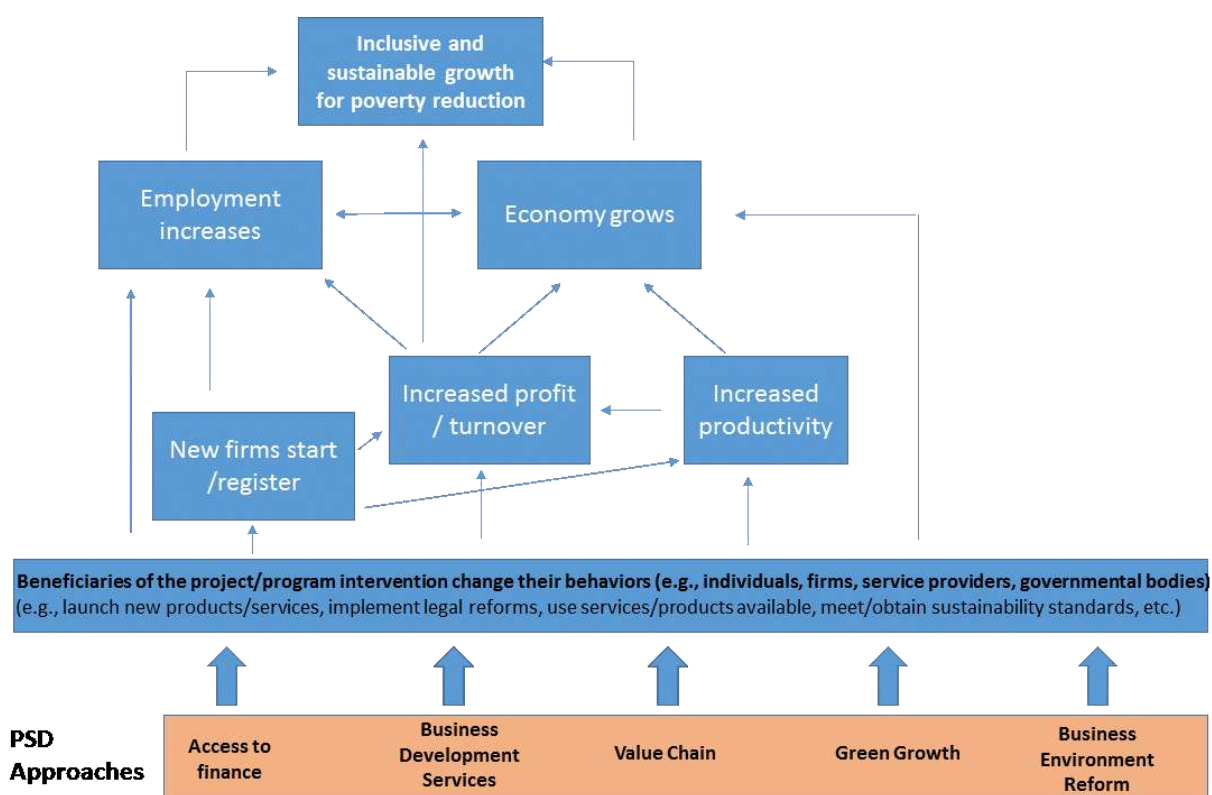 Inclusive and
sustainable growth
for poverty reduction
Employment
increases
Economy grows
Increased profit
/ turnover
Increased
productivity
New firms start
/register
Beneficiaries of the project/program intervention change their behaviors (e.g., individuals, firms, service providers, governmental bodies)
(e.g., launch new products/services, implement legal reforms, use services/products available, meet/obtain sustainability standards, etc.)
PSD
Approaches
Access to
finance
Business
Development
Services
Value Chain
Green Growth
Business
Environment
Reform